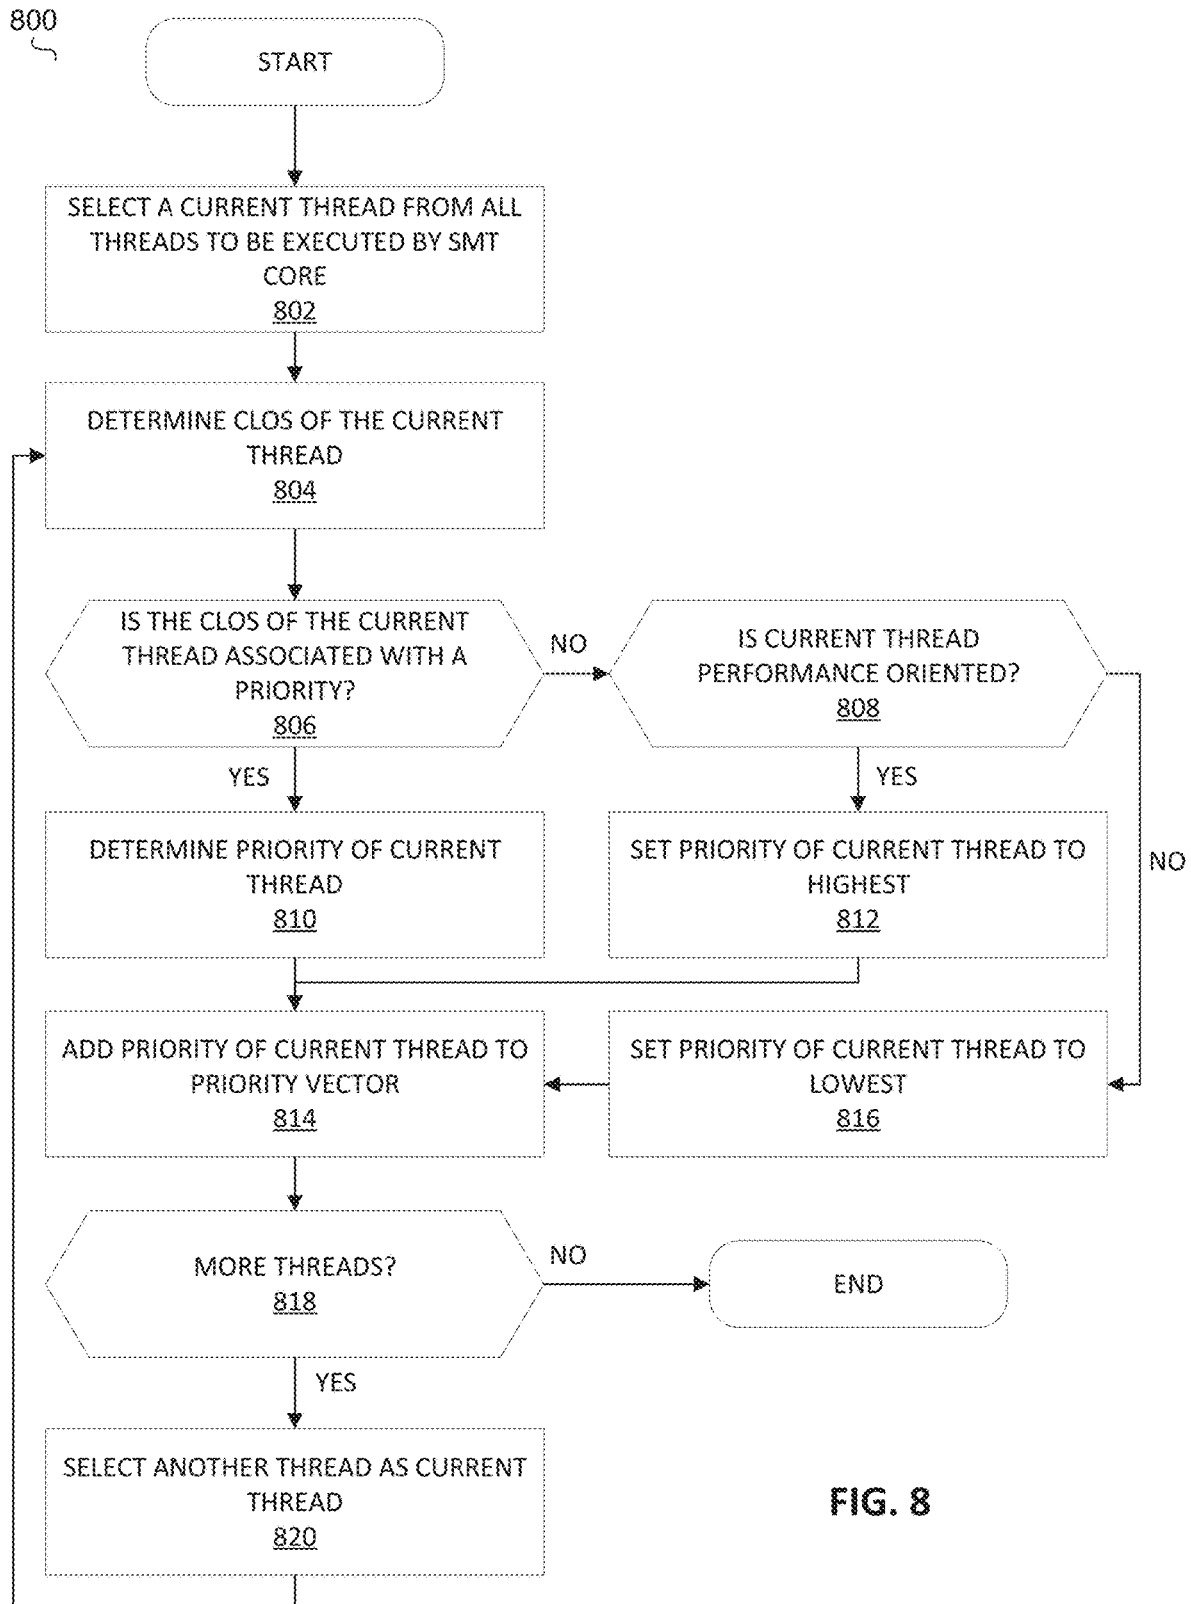 800
START
SELECT A CURRENT THREAD FROM ALL
THREADS TO BE EXECUTED BY SMT
CORE
802
DETERMINE CLOS OF THE CURRENT
THREAD
804
IS THE CLOS OF THE CURRENT
THREAD ASSOCIATED WITH A
PRIORITY?
806
NO
IS CURRENT THREAD
PERFORMANCE ORIENTED?
808
YES
YES
NO
DETERMINE PRIORITY OF CURRENT
THREAD
810
SET PRIORITY OF CURRENT THREAD TO
HIGHEST
812
ADD PRIORITY OF CURRENT THREAD TO
PRIORITY VECTOR
814
SET PRIORITY OF CURRENT THREAD TO
LOWEST
816
MORE THREADS?
818
NO
END
YES
SELECT ANOTHER THREAD AS CURRENT
THREAD
820
FIG. 8